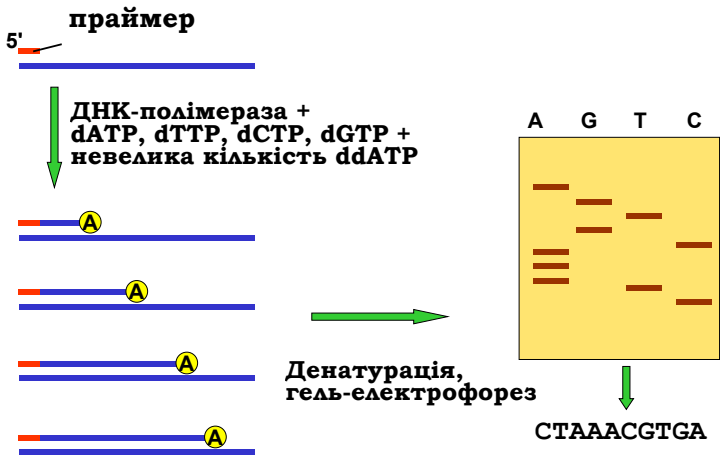 праймер
5'
ДНК-полімераза +
dATP, dTTP, dCTP, dGTP +
невелика кількість ddATP
A
A
A
A
A G T C
Денатурація,
гель-електрофорез
CTAAACGTGA